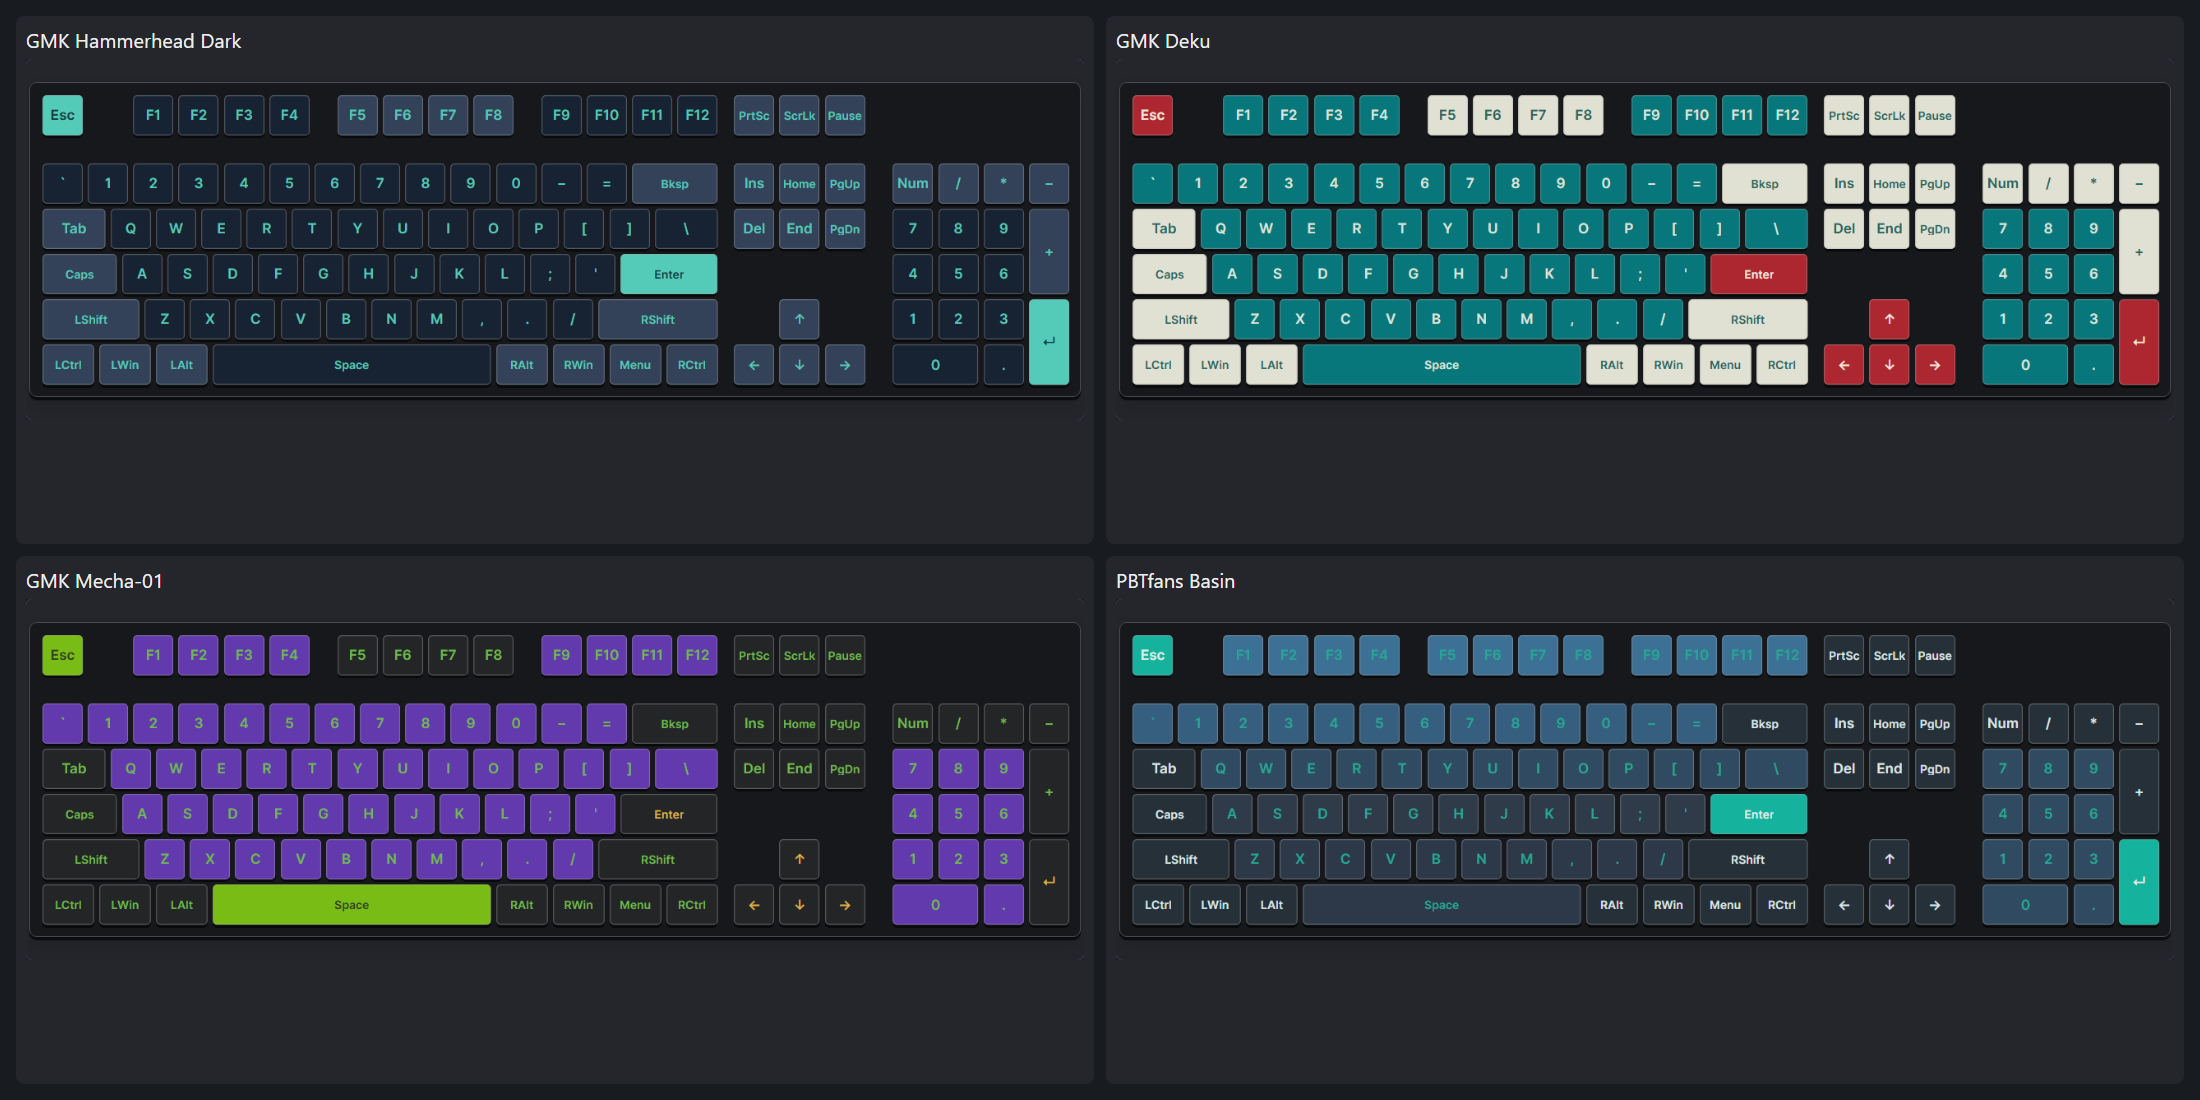 GMK Hammerhead Dark
Esc F1 F2 F3 F4 F5 F6 F7 F8 F9 F10 F11 F12 PrtSc ScrLk Pause
` 1 2 3 4 5 6 7 8 9 0 − = Bksp Ins Home PgUp Num / * −
Tab Q W E R T Y U I O P [ ] \ Del End PgDn 7 8 9
+
Caps A S D F G H J K L ; ' Enter 4 5 6
LShift Z X C V B N M , . / RShift ↑ 1 2 3
↵
LCtrl LWin LAlt Space RAlt RWin Menu RCtrl ← ↓ → 0 .
GMK Deku
Esc F1 F2 F3 F4 F5 F6 F7 F8 F9 F10 F11 F12 PrtSc ScrLk Pause
` 1 2 3 4 5 6 7 8 9 0 − = Bksp Ins Home PgUp Num / * −
Tab Q W E R T Y U I O P [ ] \ Del End PgDn 7 8 9
+
Caps A S D F G H J K L ; ' Enter 4 5 6
LShift Z X C V B N M , . / RShift ↑ 1 2 3
↵
LCtrl LWin LAlt Space RAlt RWin Menu RCtrl ← ↓ → 0 .
GMK Mecha-01
Esc F1 F2 F3 F4 F5 F6 F7 F8 F9 F10 F11 F12 PrtSc ScrLk Pause
` 1 2 3 4 5 6 7 8 9 0 − = Bksp Ins Home PgUp Num / * −
Tab Q W E R T Y U I O P [ ] \ Del End PgDn 7 8 9
+
Caps A S D F G H J K L ; ' Enter 4 5 6
LShift Z X C V B N M , . / RShift ↑ 1 2 3
↵
LCtrl LWin LAlt Space RAlt RWin Menu RCtrl ← ↓ → 0 .
PBTfans Basin
Esc F1 F2 F3 F4 F5 F6 F7 F8 F9 F10 F11 F12 PrtSc ScrLk Pause
` 1 2 3 4 5 6 7 8 9 0 − = Bksp Ins Home PgUp Num / * −
Tab Q W E R T Y U I O P [ ] \ Del End PgDn 7 8 9
+
Caps A S D F G H J K L ; ' Enter 4 5 6
LShift Z X C V B N M , . / RShift ↑ 1 2 3
↵
LCtrl LWin LAlt Space RAlt RWin Menu RCtrl ← ↓ → 0 .